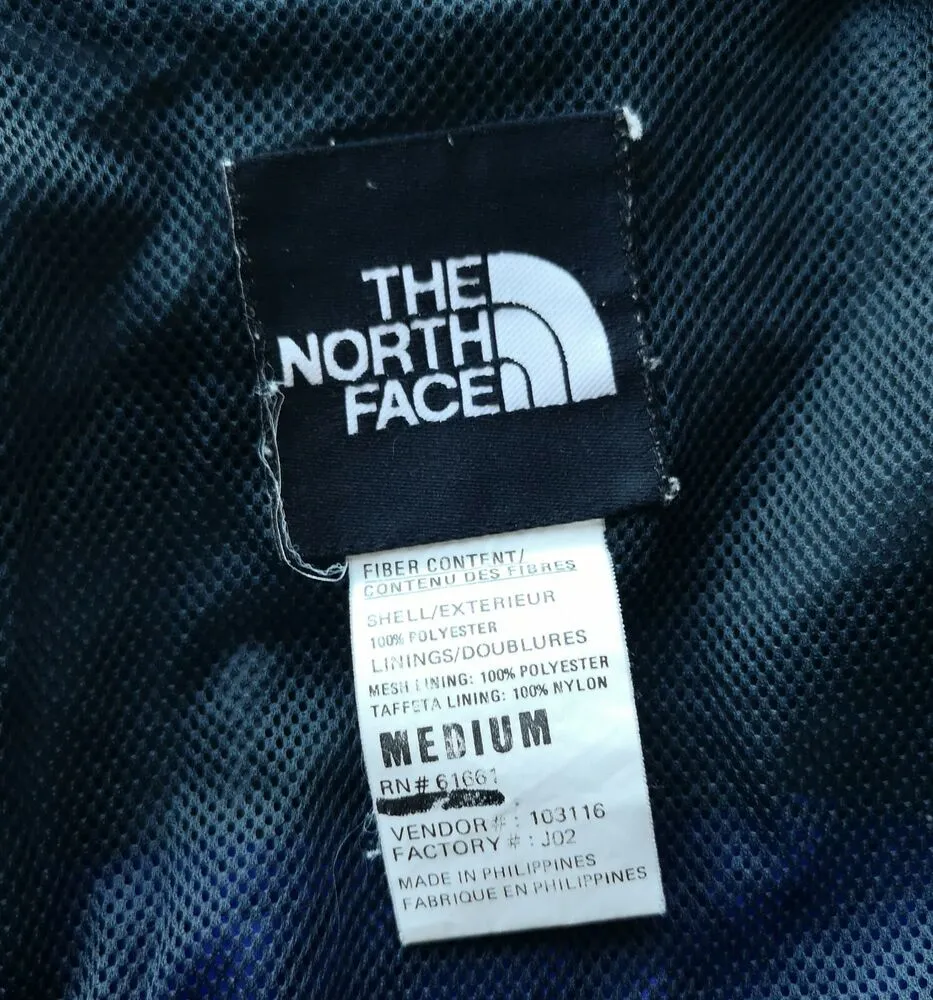 THE
NORTH
FACE
FIBER CONTENT/
CONTENU DES FIBRES
SHELL/EXTERIEUR
100% POLYESTER
LININGS/DOUBLURES
MESH LINING: 100% POLYESTER
TAFFETA LINING: 100% NYLON
MEDIUM
RN# 61661
VENDOR# : 103116
FACTORY # : J02
MADE IN PHILIPPINES
FABRIQUE EN PHILIPPINES